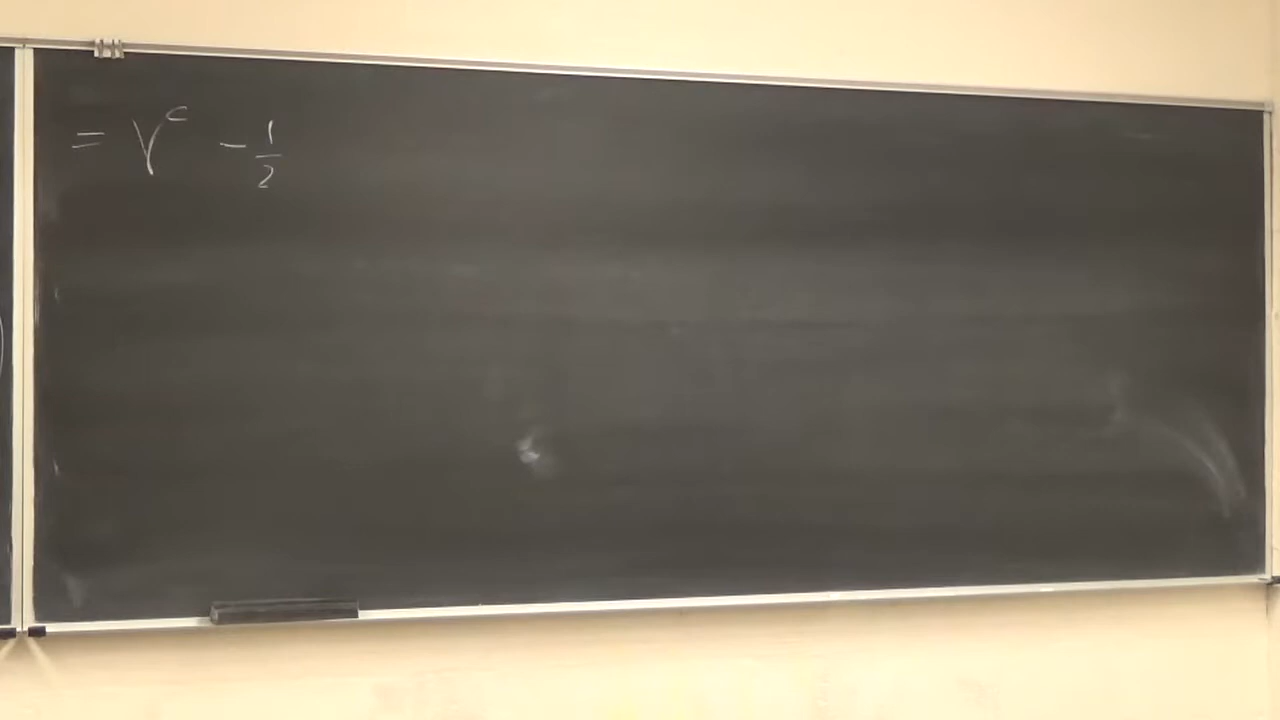 = γ^c - 1/2